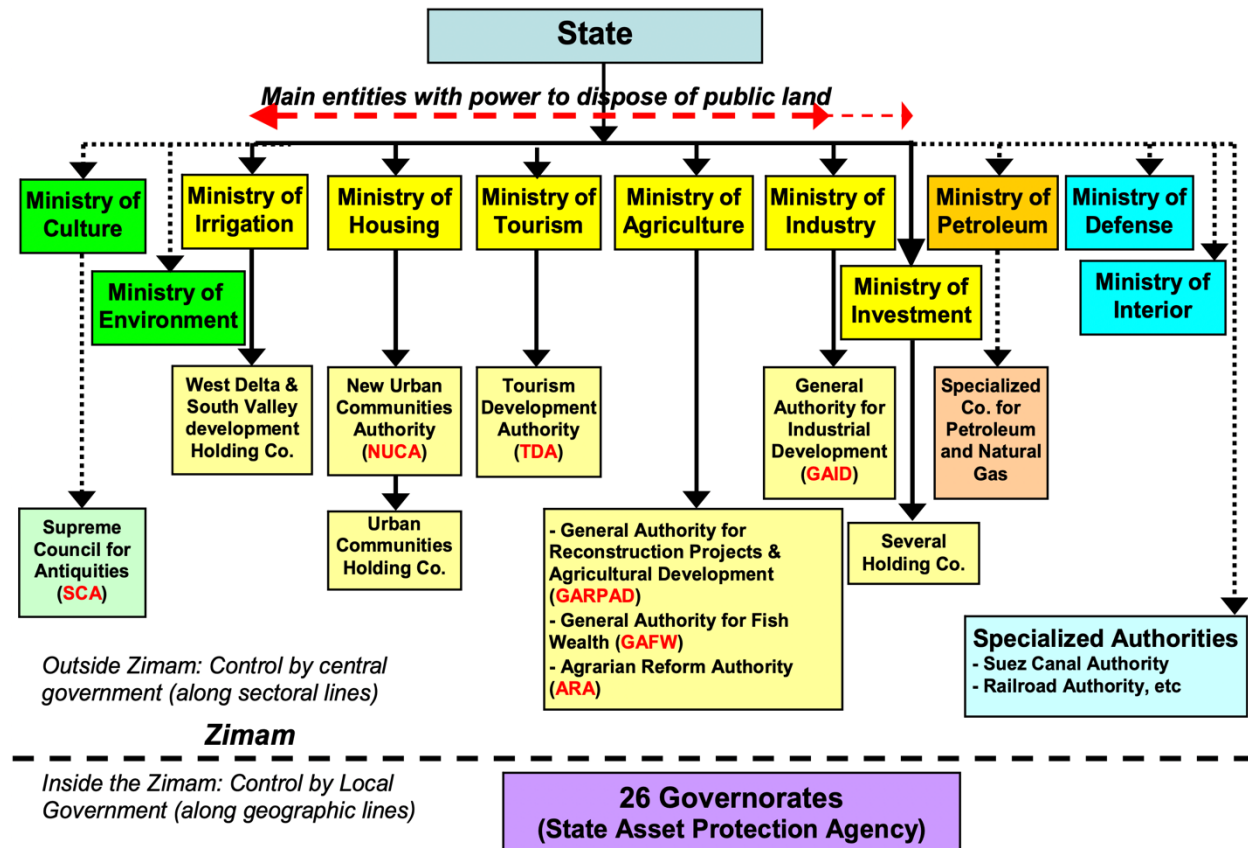 State
Main entities with power to dispose of public land
Ministry of
Culture
Ministry of
Irrigation
Ministry of
Housing
Ministry of
Tourism
Ministry of
Agriculture
Ministry of
Industry
Ministry of
Petroleum
Ministry of
Defense
Ministry of
Environment
Ministry of
Investment
Ministry of
Interior
West Delta &
South Valley
development
Holding Co.
New Urban
Communities
Authority
(NUCA)
Tourism
Development
Authority
(TDA)
General
Authority for
Industrial
Development
(GAID)
Specialized
Co. for
Petroleum
and Natural
Gas
Supreme
Council for
Antiquities
(SCA)
Urban
Communities
Holding Co.
- General Authority for
Reconstruction Projects &
Agricultural Development
(GARPAD)
- General Authority for Fish
Wealth (GAFW)
- Agrarian Reform Authority
(ARA)
Several
Holding Co.
Specialized Authorities
- Suez Canal Authority
- Railroad Authority, etc
Outside Zimam: Control by central
government (along sectoral lines)
Zimam
Inside the Zimam: Control by Local
Government (along geographic lines)
26 Governorates
(State Asset Protection Agency)